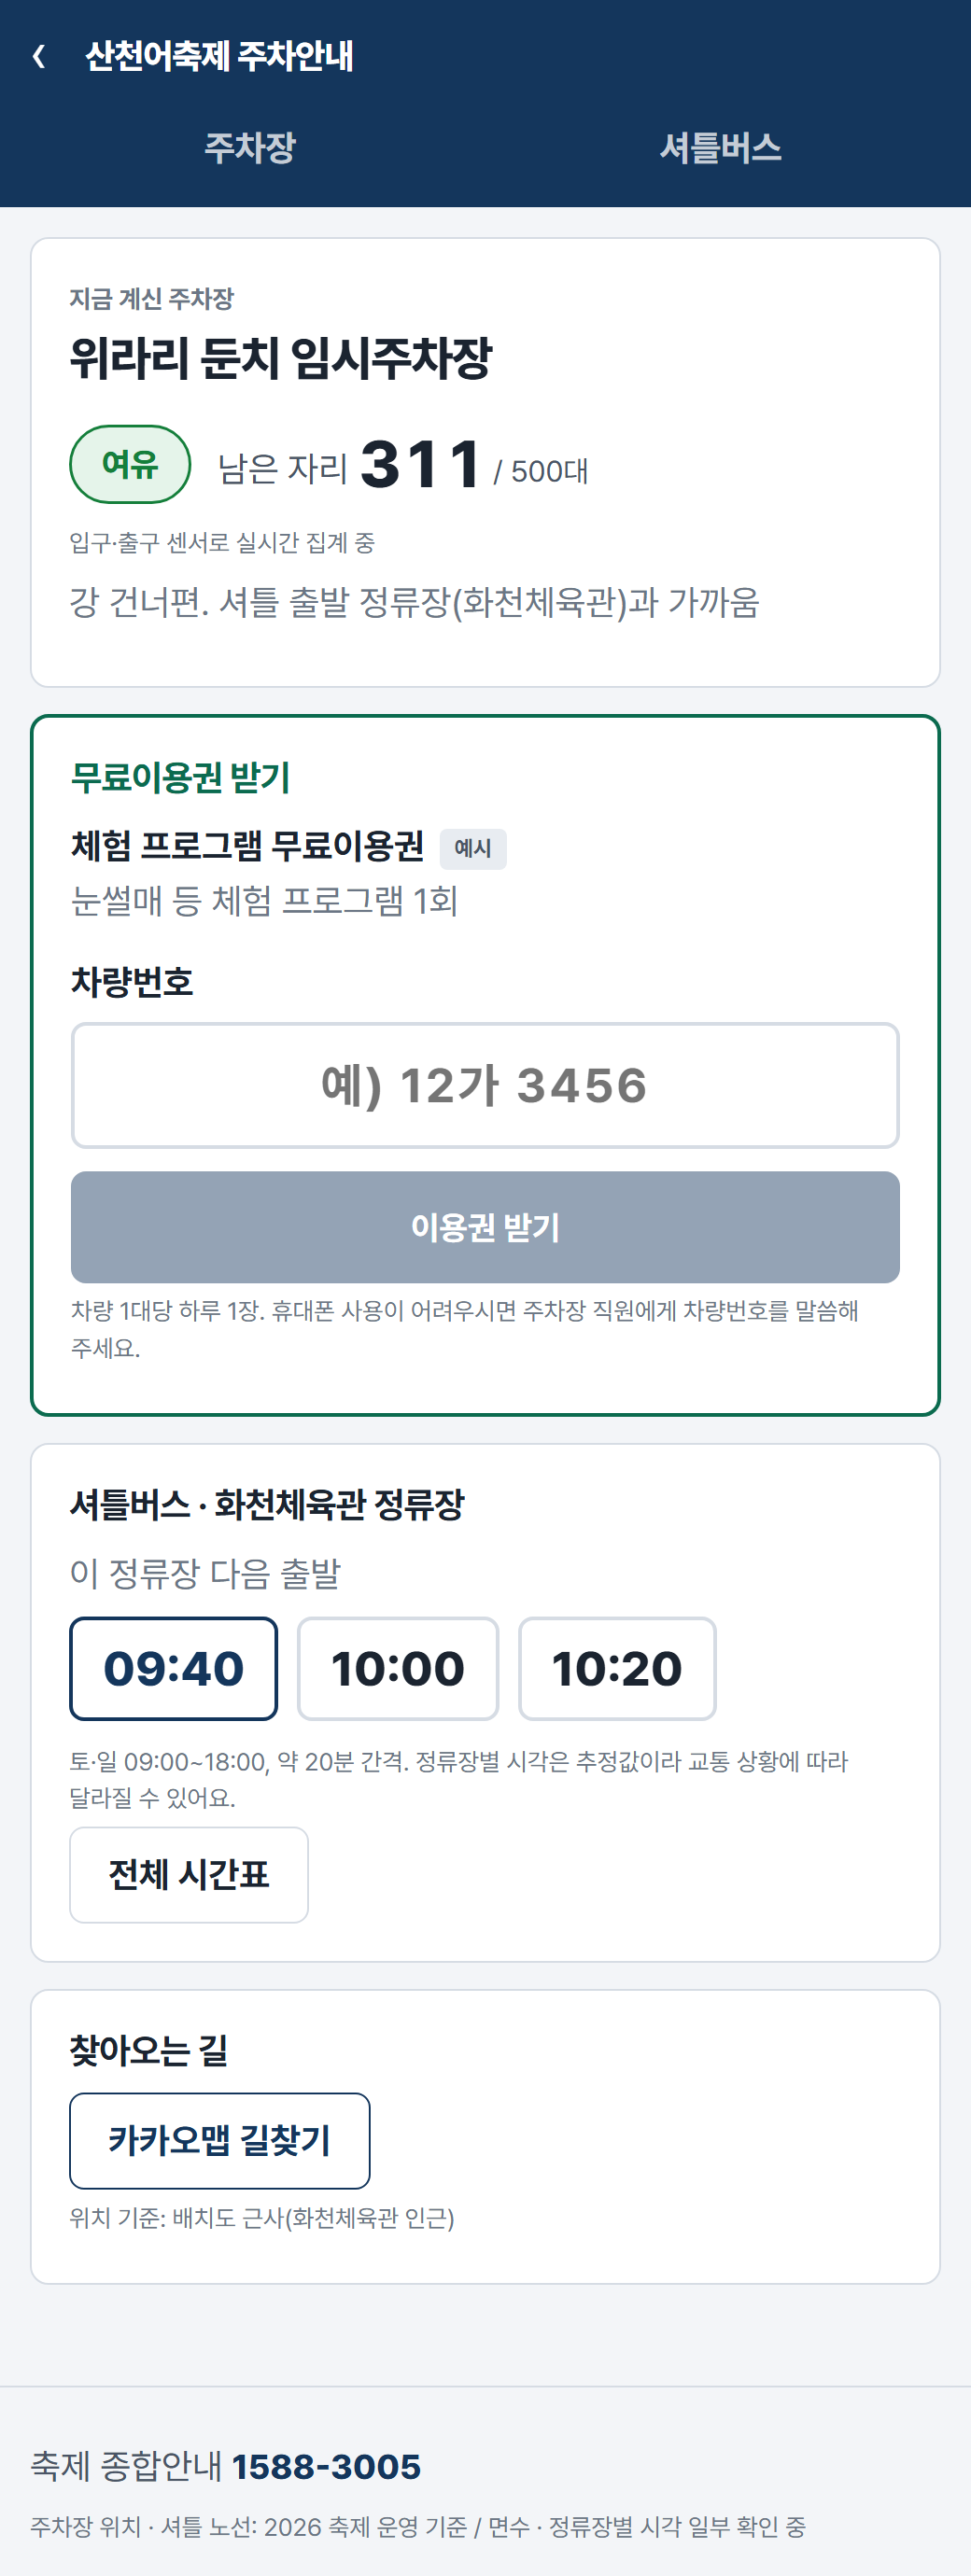 산천어축제 주차안내
주차장 셔틀버스
지금 계신 주차장
위라리 둔치 임시주차장
여유 남은 자리 311 / 500대
입구·출구 센서로 실시간 집계 중
강 건너편. 셔틀 출발 정류장(화천체육관)과 가까움
무료이용권 받기
체험 프로그램 무료이용권 예시
눈썰매 등 체험 프로그램 1회
차량번호
예) 12가 3456
이용권 받기
차량 1대당 하루 1장. 휴대폰 사용이 어려우시면 주차장 직원에게 차량번호를 말씀해
주세요.
셔틀버스 · 화천체육관 정류장
이 정류장 다음 출발
09:40 10:00 10:20
토·일 09:00~18:00, 약 20분 간격. 정류장별 시각은 추정값이라 교통 상황에 따라
달라질 수 있어요.
전체 시간표
찾아오는 길
카카오맵 길찾기
위치 기준: 배치도 근사(화천체육관 인근)
축제 종합안내 1588-3005
주차장 위치 · 셔틀 노선: 2026 축제 운영 기준 / 면수 · 정류장별 시각 일부 확인 중